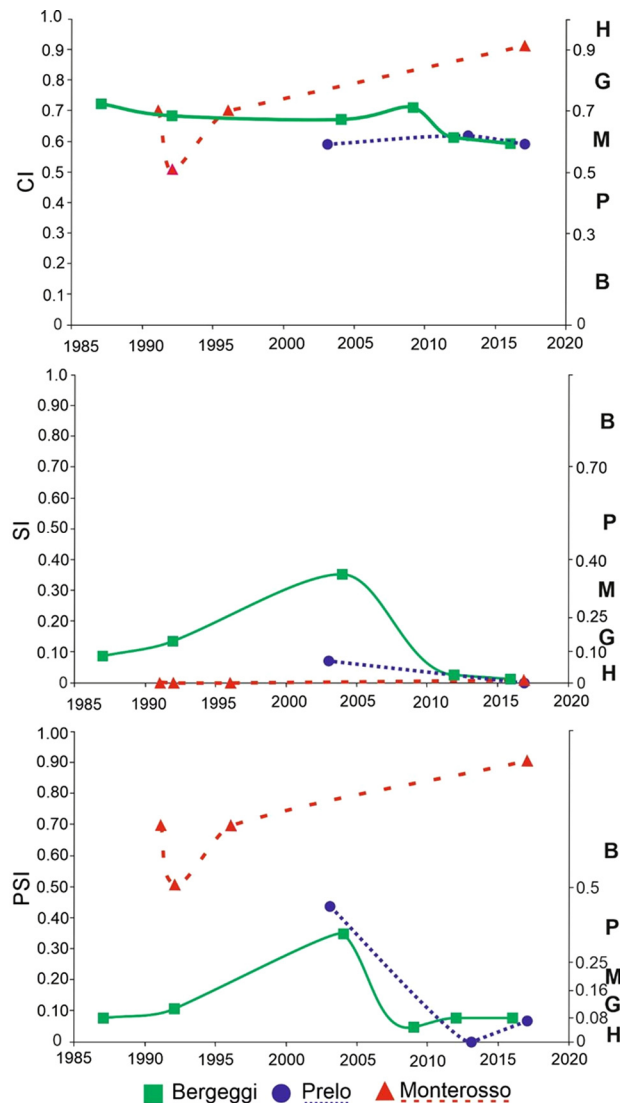 1.0 H
0.9 0.9
0.8 G
0.7 0.7
0.6 M
0.5 0.5
CI
0.4 P
0.3 0.3
0.2
0.1 B
0 0
1985 1990 1995 2000 2005 2010 2015 2020
1.00
0.90
0.80 B
0.70 0.70
0.60
0.50 P
SI
0.40 0.40
0.30 M
0.20 0.25
G
0.10 0.10
H
0 0
1985 1990 1995 2000 2005 2010 2015 2020
1.00
0.90
0.80
0.70
0.60 B
0.50 0.5
PSI
0.40 P
0.30
0.25
0.20 M
0.16
0.10 G
0.08
H
0 0
1985 1990 1995 2000 2005 2010 2015 2020
Bergeggi Prelo Monterosso